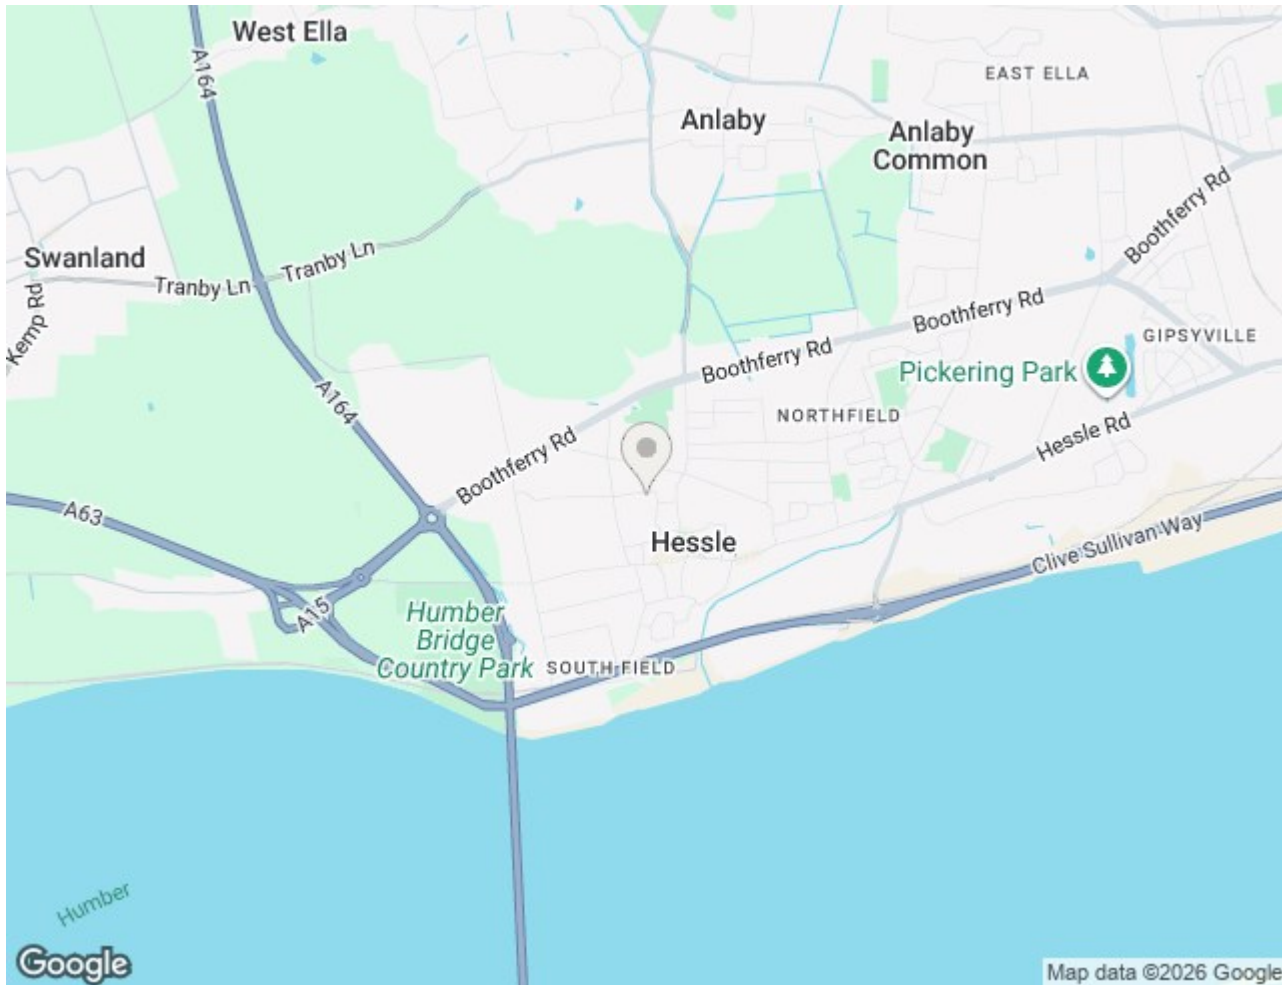 West Ella
A164
EAST ELLA
Anlaby
Anlaby
Common
Boothferry Rd
Swanland
Tranby Ln
Tranby Ln
Kemp Rd
Boothferry Rd
GIPSYVILLE
Boothferry Rd
Pickering Park
A164
NORTHFIELD
Hessle Rd
Boothferry Rd
A63
Hessle
Clive Sullivan Way
A15
Humber
Bridge
Country Park
SOUTH FIELD
Humber
Google
Map data ©2026 Google